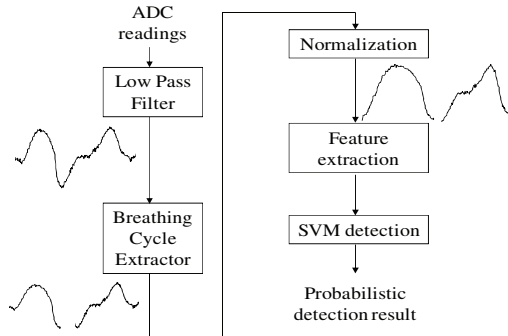 ADC
readings
Low Pass
Filter
Breathing
Cycle
Extractor
Normalization
Feature
extraction
SVM detection
Probabilistic
detection result